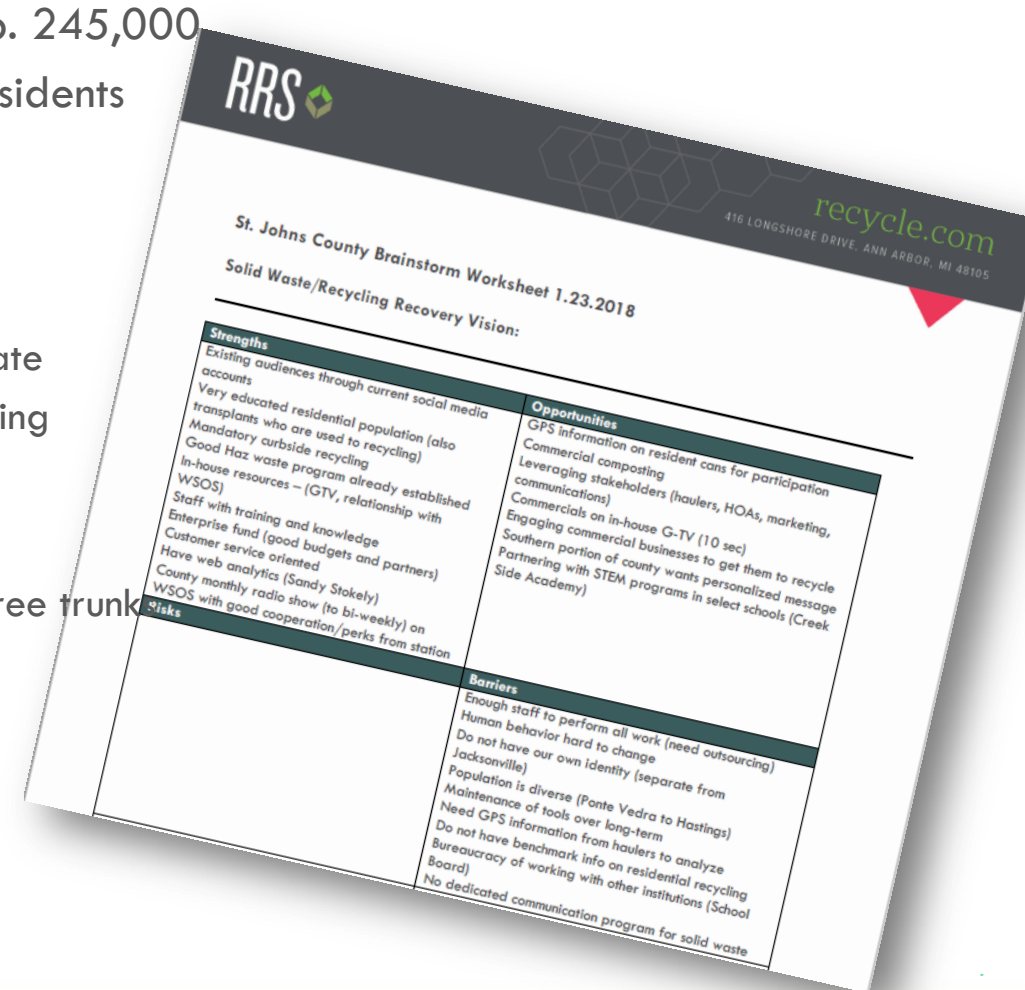 . 245,000
sidents
ate
ing
ree trunk
RRS
recycle.com
416 LONGSHORE DRIVE, ANN ARBOR, MI 48105
St. Johns County Brainstorm Worksheet 1.23.2018
Solid Waste/Recycling Recovery Vision:
Strengths
Existing audiences through current social media
accounts
Very educated residential population (also
transplants who are used to recycling)
Mandatory curbside recycling
Good Haz waste program already established
In-house resources – (GTV, relationship with
WSOS)
Staff with training and knowledge
Enterprise fund (good budgets and partners)
Customer service oriented
Have web analytics (Sandy Stokely)
County monthly radio show (to bi-weekly) on
WSOS with good cooperation/perks from station
Opportunities
GPS information on resident cans for participation
Commercial composting
Leveraging stakeholders (haulers, HOAs, marketing,
communications)
Commercials on in-house G-TV (10 sec)
Engaging commercial businesses to get them to recycle
Southern portion of county wants personalized message
Partnering with STEM programs in select schools (Creek
Side Academy)
Risks
Barriers
Enough staff to perform all work (need outsourcing)
Human behavior hard to change
Do not have our own identity (separate from
Jacksonville)
Population is diverse (Ponte Vedra to Hastings)
Maintenance of tools over long-term
Need GPS information from haulers to analyze
Do not have benchmark info on residential recycling
Bureaucracy of working with other institutions (School
Board)
No dedicated communication program for solid waste